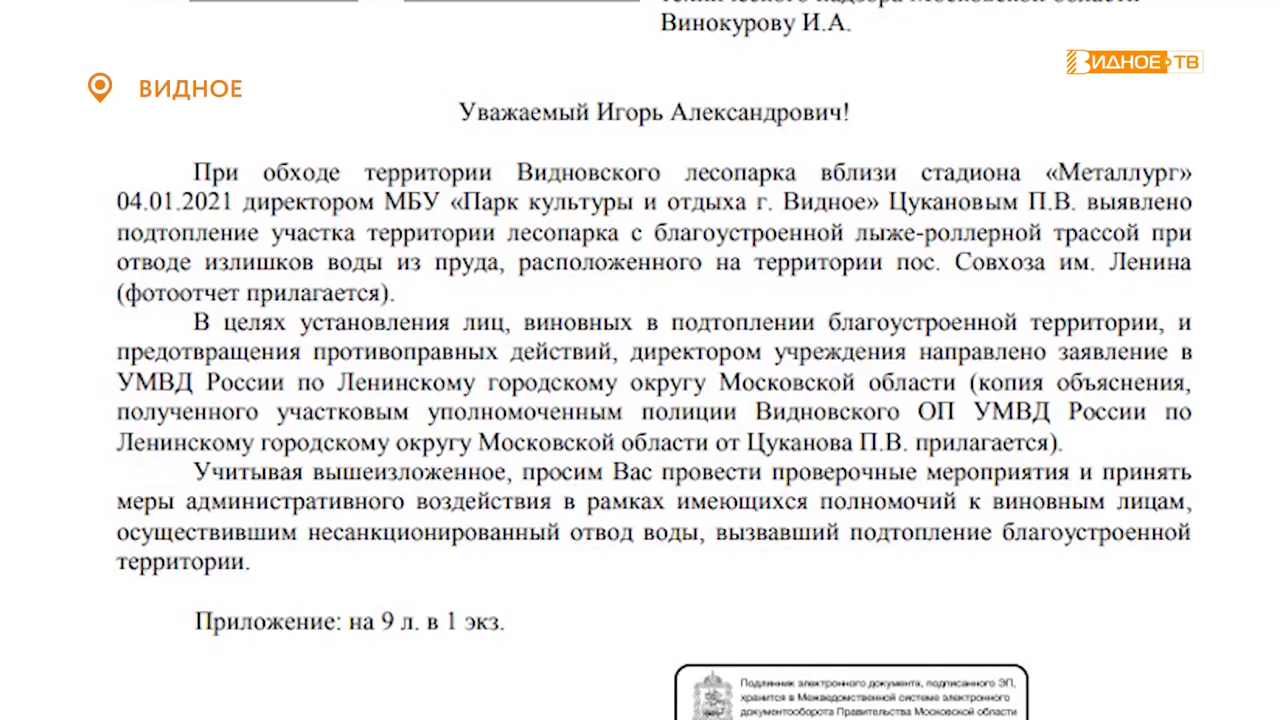 Винокурову И.А.
ВИДНОЕ-ТВ
ВИДНОЕ
Уважаемый Игорь Александрович!
При обходе территории Видновского лесопарка вблизи стадиона «Металлург»
04.01.2021 директором МБУ «Парк культуры и отдыха г. Видное» Цукановым П.В. выявлено
подтопление участка территории лесопарка с благоустроенной лыже-роллерной трассой при
отводе излишков воды из пруда, расположенного на территории пос. Совхоза им. Ленина
(фотоотчет прилагается).
В целях установления лиц, виновных в подтоплении благоустроенной территории, и
предотвращения противоправных действий, директором учреждения направлено заявление в
УМВД России по Ленинскому городскому округу Московской области (копия объяснения,
полученного участковым уполномоченным полиции Видновского ОП УМВД России по
Ленинскому городскому округу Московской области от Цуканова П.В. прилагается).
Учитывая вышеизложенное, просим Вас провести проверочные мероприятия и принять
меры административного воздействия в рамках имеющихся полномочий к виновным лицам,
осуществившим несанкционированный отвод воды, вызвавший подтопление благоустроенной
территории.
Приложение: на 9 л. в 1 экз.
Подлинник электронного документа, подписанного ЭП,
хранится в Межведомственной системе электронного
документооборота Правительства Московской области